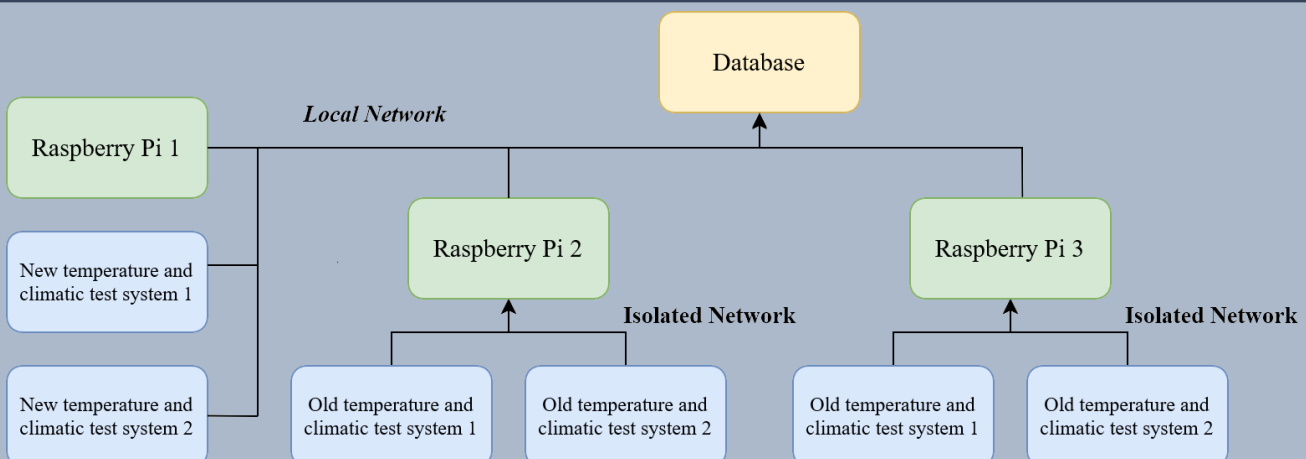 Database
Local Network
Raspberry Pi 1
Raspberry Pi 2
Raspberry Pi 3
New temperature and
climatic test system 1
Isolated Network
Isolated Network
New temperature and
climatic test system 2
Old temperature and
climatic test system 1
Old temperature and
climatic test system 2
Old temperature and
climatic test system 1
Old temperature and
climatic test system 2